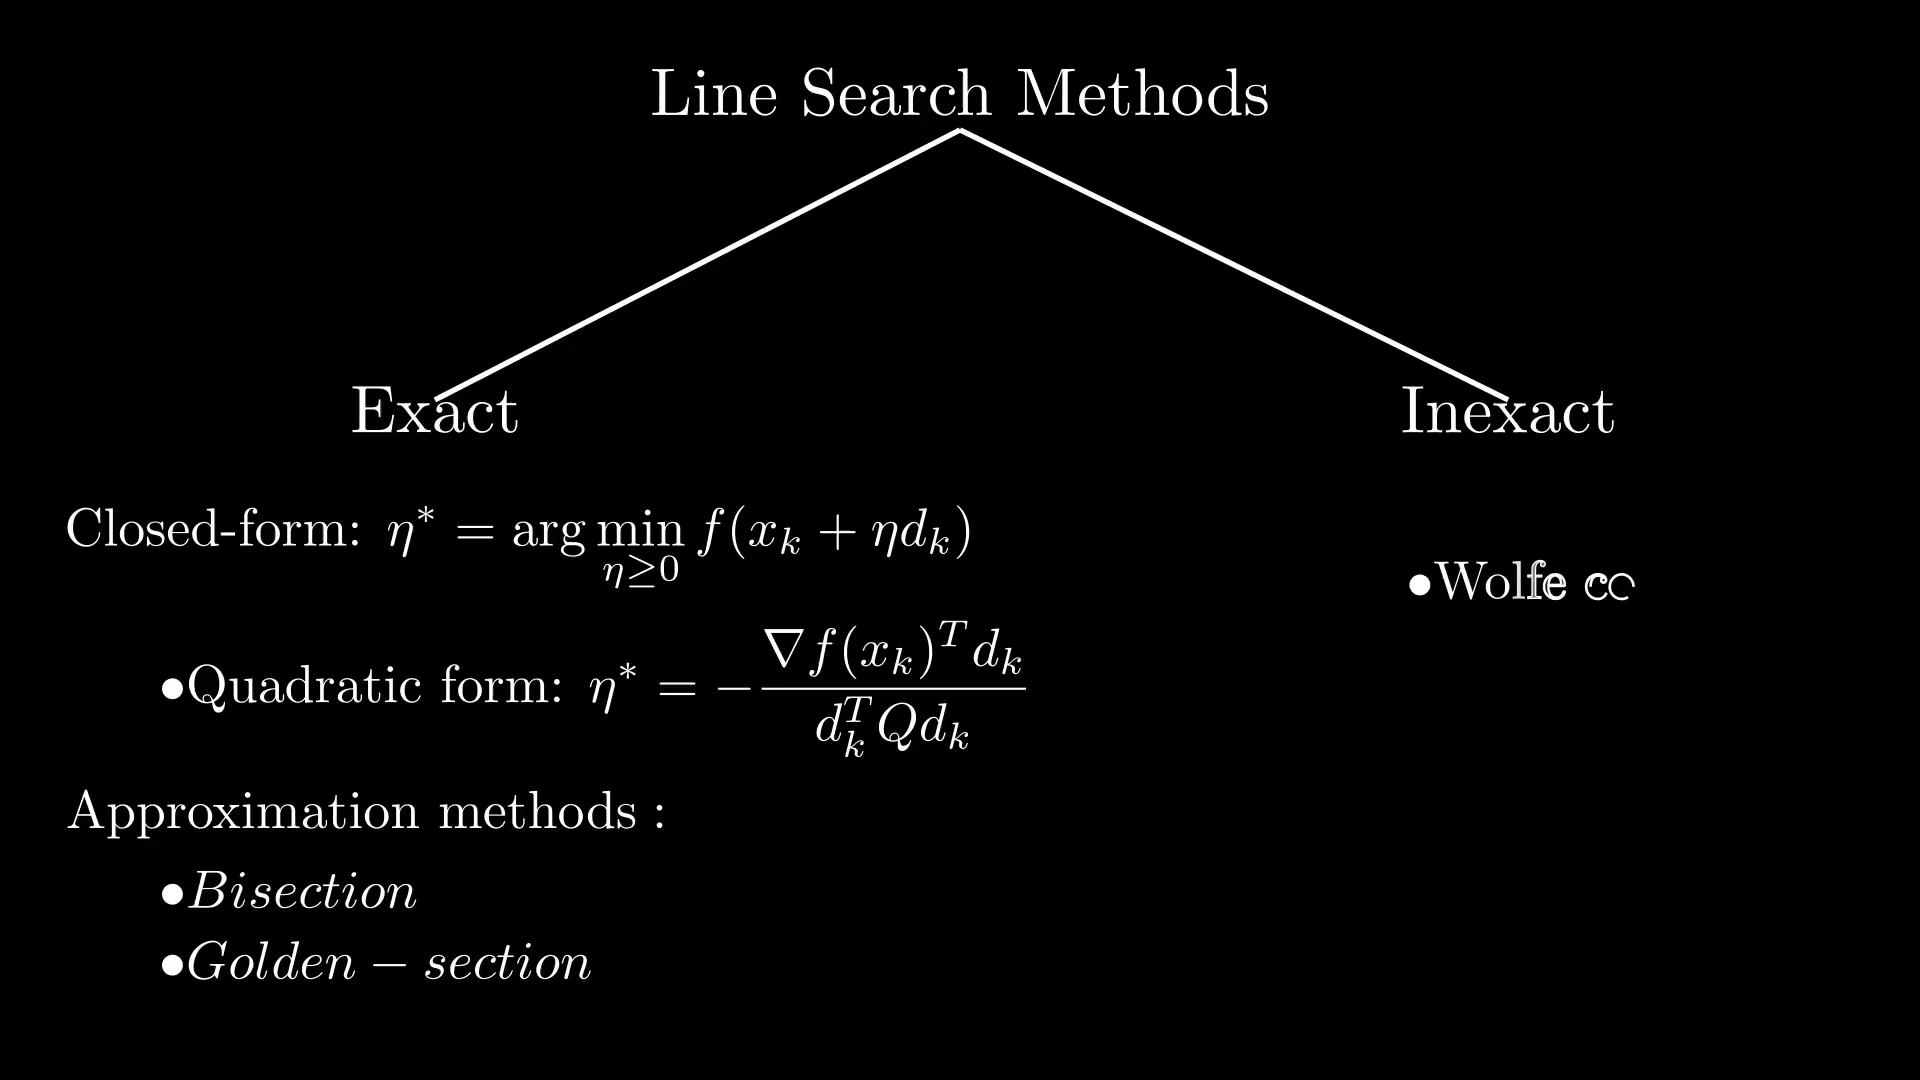 Line Search Methods
Exact
Inexact
Closed-form: η* = arg min_{η≥0} f(x_k + ηd_k)
•Quadratic form: η* = −∇f(x_k)^T d_k / d_k^T Q d_k
Approximation methods :
•Bisection
•Golden − section
•Wolfe